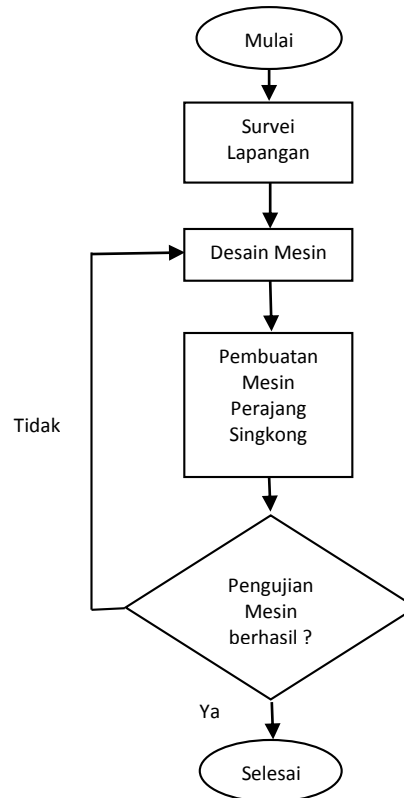 Mulai
Survei
Lapangan
Desain Mesin
Pembuatan
Mesin
Perajang
Singkong
Tidak
Pengujian
Mesin
berhasil ?
Ya
Selesai